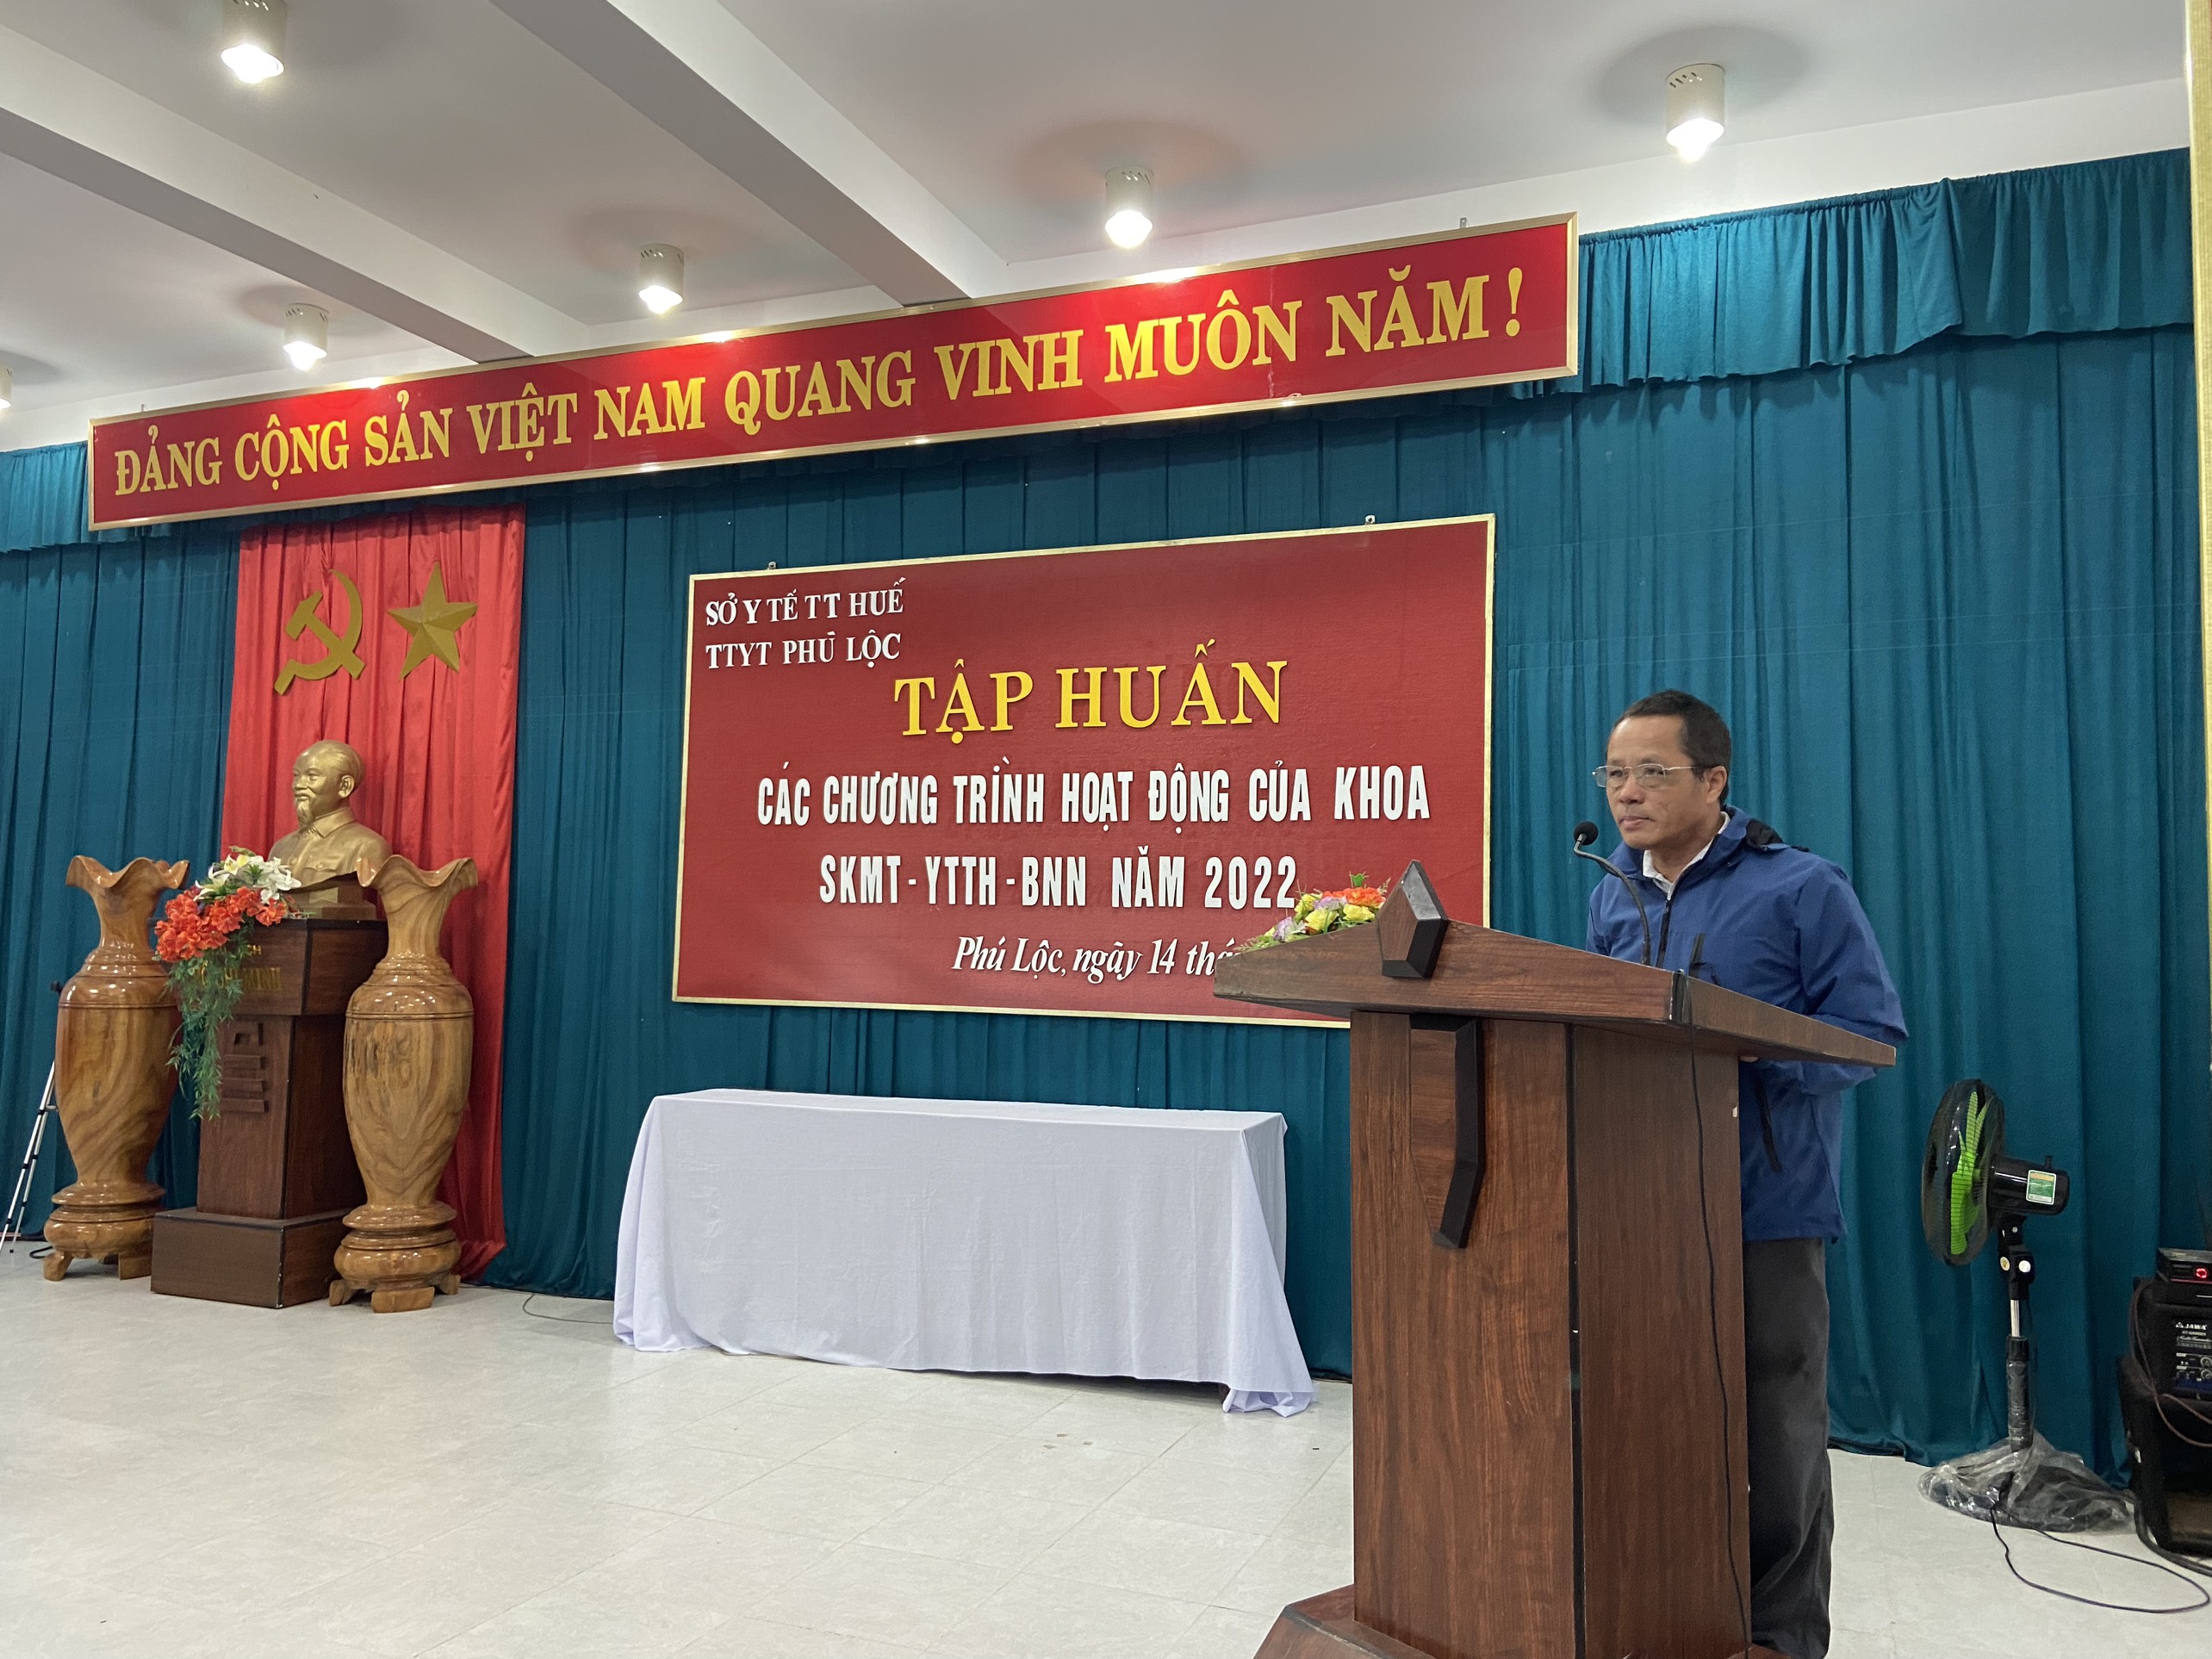 ĐẢNG CỘNG SẢN VIỆT NAM QUANG VINH MUÔN NĂM !
SỞ Y TẾ TT HUẾ
TTYT PHÚ LỘC
TẬP HUẤN
CÁC CHƯƠNG TRÌNH HOẠT ĐỘNG CỦA KHOA
SKMT - YTTH - BNN NĂM 2022
Phú Lộc, ngày 14
JAWA